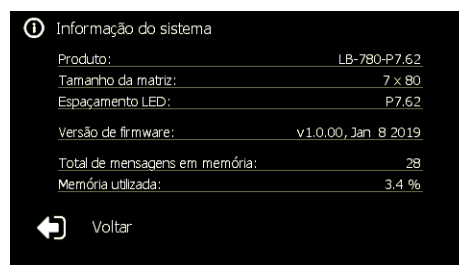 Informação do sistema
Produto: LB-780-P7.62
Tamanho da matriz: 7 × 80
Espaçamento LED: P7.62
Versão de firmware: v1.0.00, Jan 8 2019
Total de mensagens em memória: 28
Memória utilizada: 3.4 %
Voltar